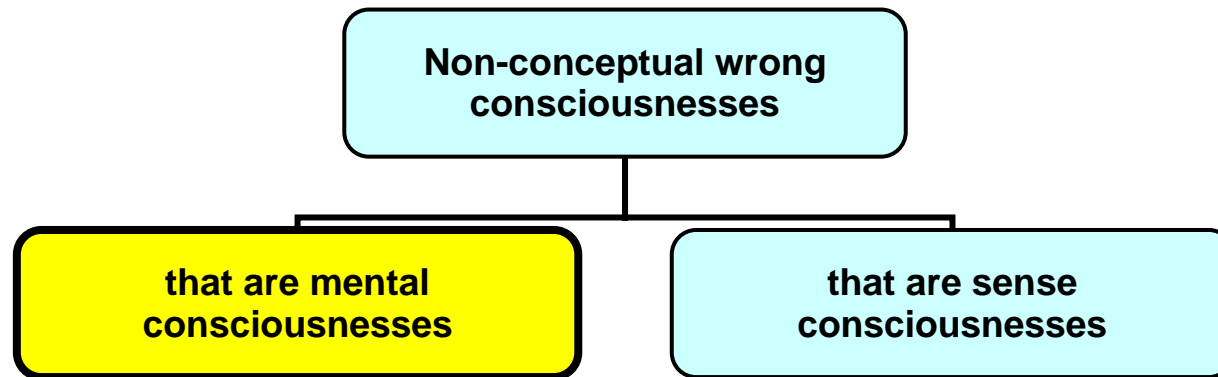 Non-conceptual wrong
consciousnesses
that are mental
consciousnesses
that are sense
consciousnesses